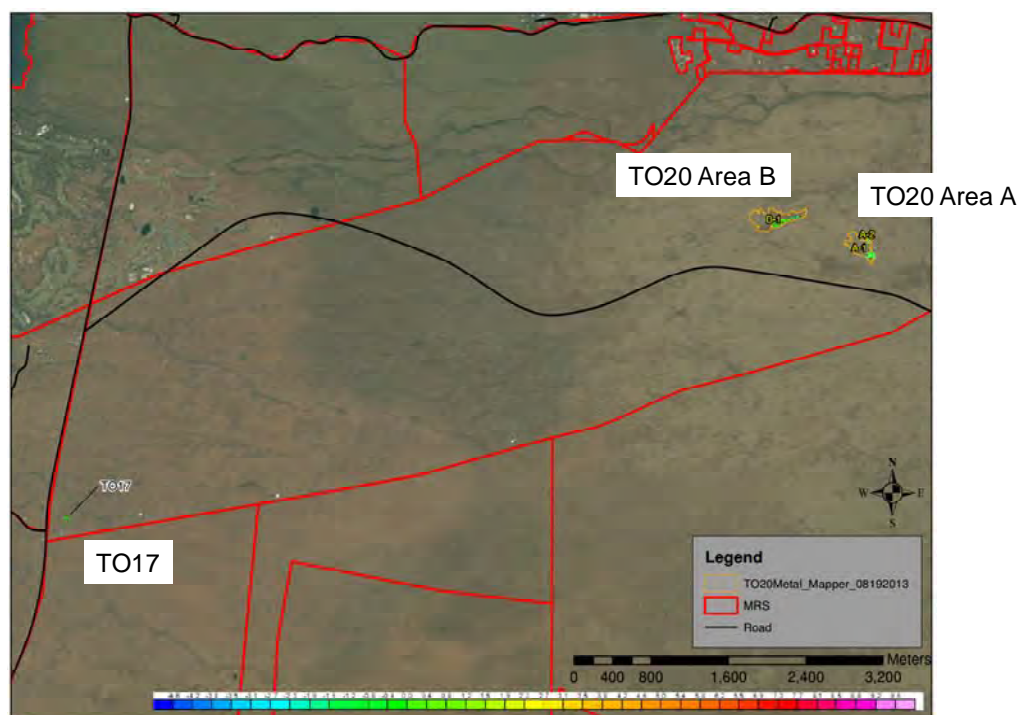 TO20 Area B
TO20 Area A
B-1
A-2
A-1
TO17
TO17
N
W E
S
Legend
TO20Metal_Mapper_08192013
MRS
Road
Meters
0 400 800 1,600 2,400 3,200